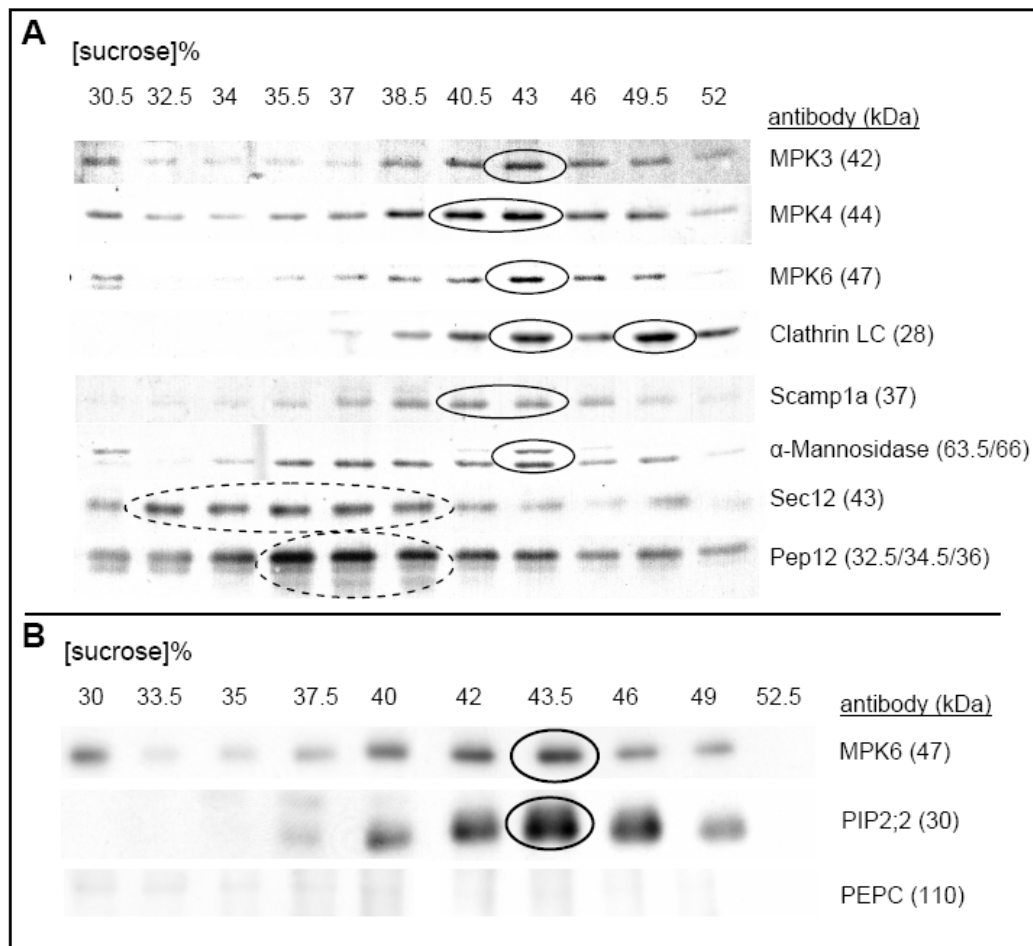 A
[sucrose]%
30.5 32.5 34 35.5 37 38.5 40.5 43 46 49.5 52
antibody (kDa)
MPK3 (42)
MPK4 (44)
MPK6 (47)
Clathrin LC (28)
Scamp1a (37)
α-Mannosidase (63.5/66)
Sec12 (43)
Pep12 (32.5/34.5/36)
B
[sucrose]%
30 33.5 35 37.5 40 42 43.5 46 49 52.5
antibody (kDa)
MPK6 (47)
PIP2;2 (30)
PEPC (110)